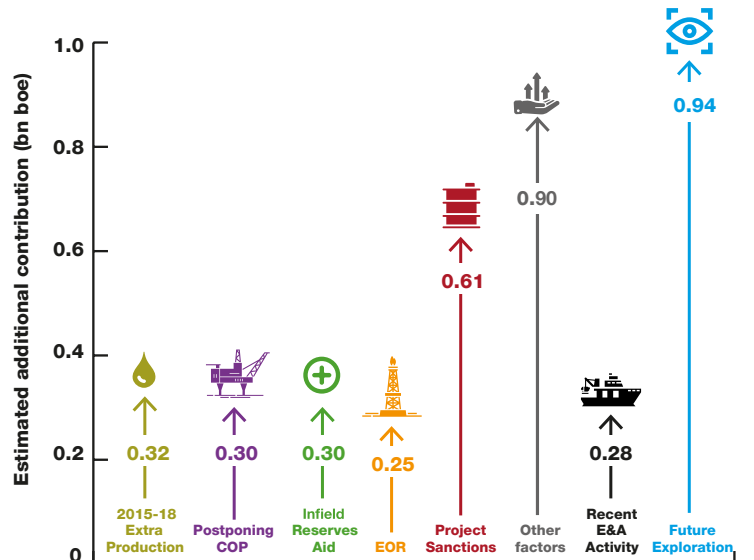 Estimated additional contribution (bn boe)
1.0
0.8
0.6
0.4
0.2
0
0.32
0.30
0.30
0.25
0.61
0.90
0.28
0.94
2015-18
Extra
Production
Postponing
COP
Infield
Reserves
Aid
EOR
Project
Sanctions
Other
factors
Recent
E&A
Activity
Future
Exploration